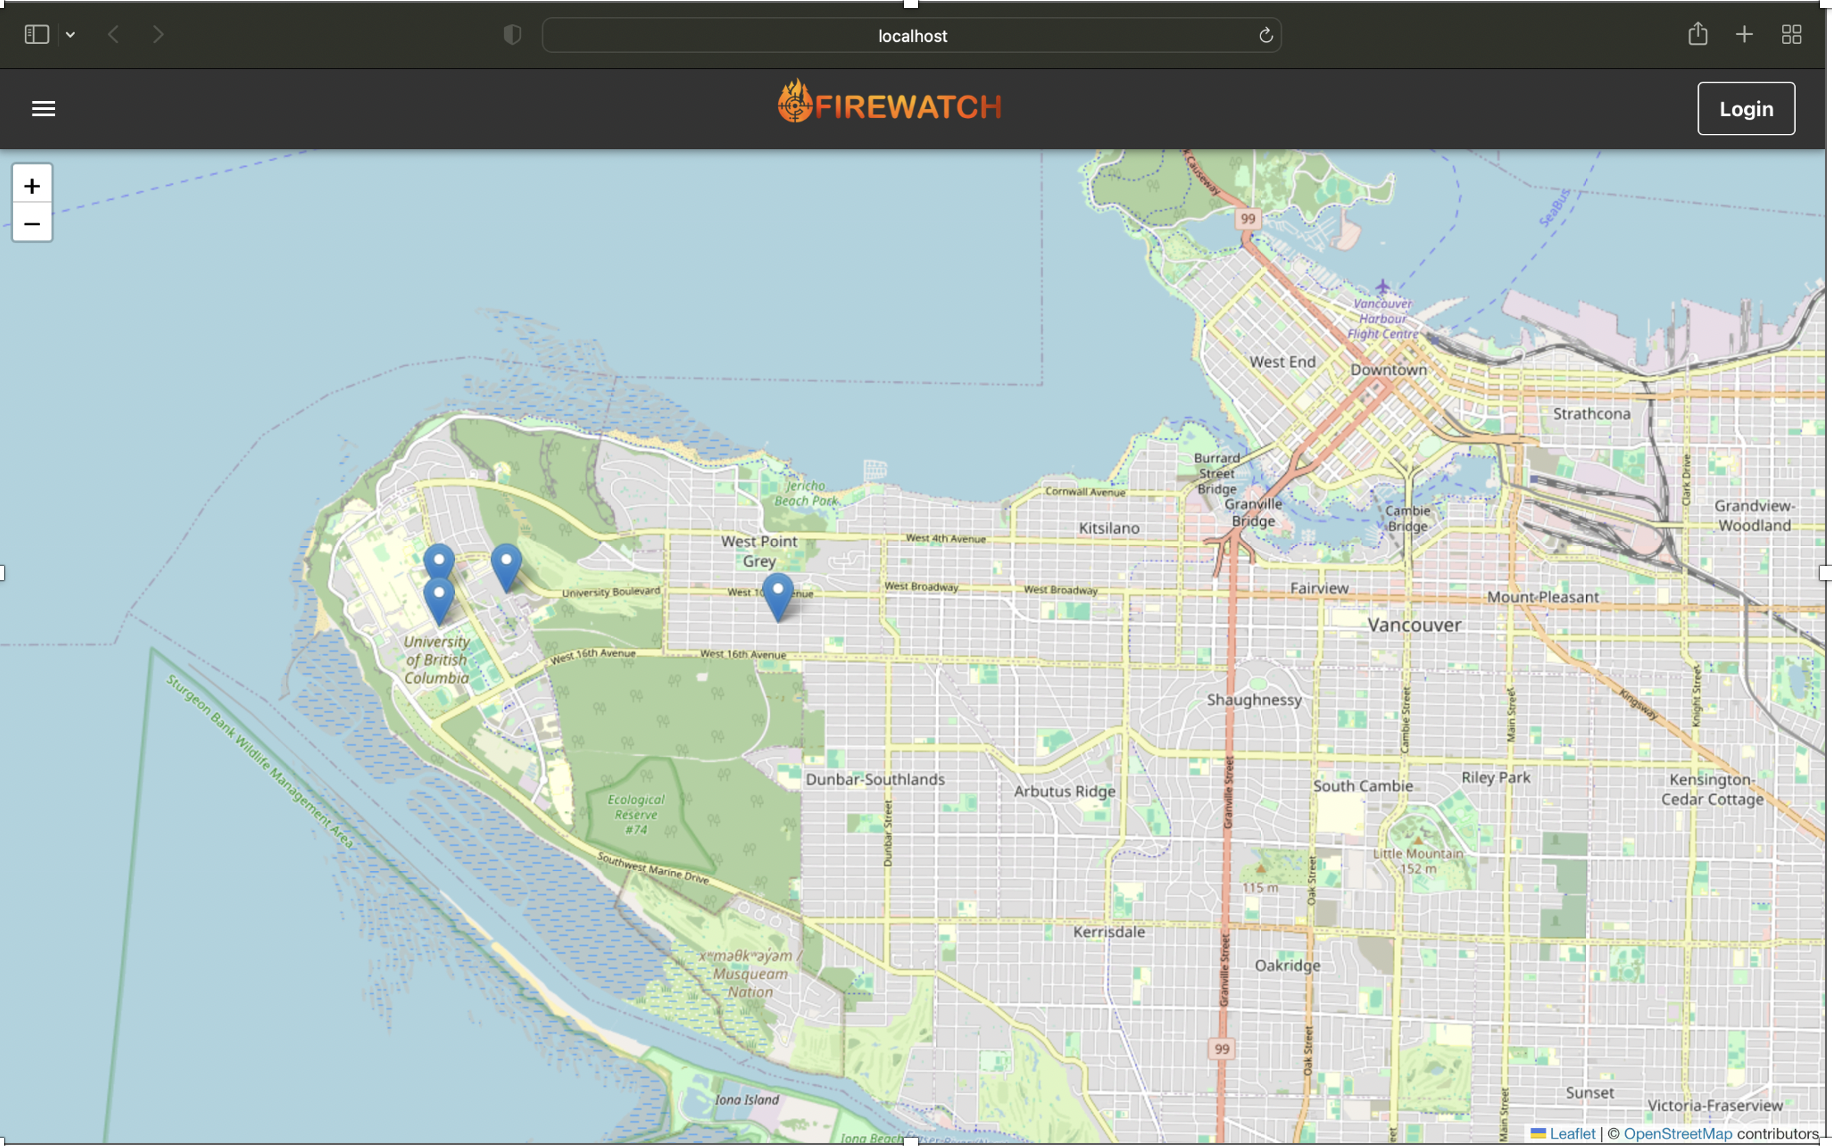 localhost
FIREWATCH
Login
+
−
Causeway
99
SeaBus
Vancouver
Harbour
Flight Centre
West End
Downtown
Strathcona
Burrard
Street
Bridge
Clark Drive
Jericho
Beach Park
Cornwall Avenue
Granville
Bridge
Cambie
Bridge
Grandview-
Woodland
Kitsilano
West Point
Grey
West 4th Avenue
University Boulevard
West Broadway
West Broadway
Fairview
Mount Pleasant
Vancouver
University
of British
Columbia
West 16th Avenue
West 16th Avenue
Sturgeon Bank Wildlife Management Area
Shaughnessy
Cambie Street
Main Street
Kingsway
Knight Street
Dunbar-Southlands
Arbutus Ridge
Granville Street
South Cambie
Riley Park
Kensington-
Cedar Cottage
Ecological
Reserve
#74
Dunbar Street
Southwest Marine Drive
Little Mountain
152 m
115 m
Oak Street
Kerrisdale
Granville Street
Oakridge
xʷməθkʷəy̓əm /
Musqueam
Nation
99
Oak Street
Iona Island
Main Street
Sunset
Victoria-Fraserview
Leaflet | © OpenStreetMap contributors